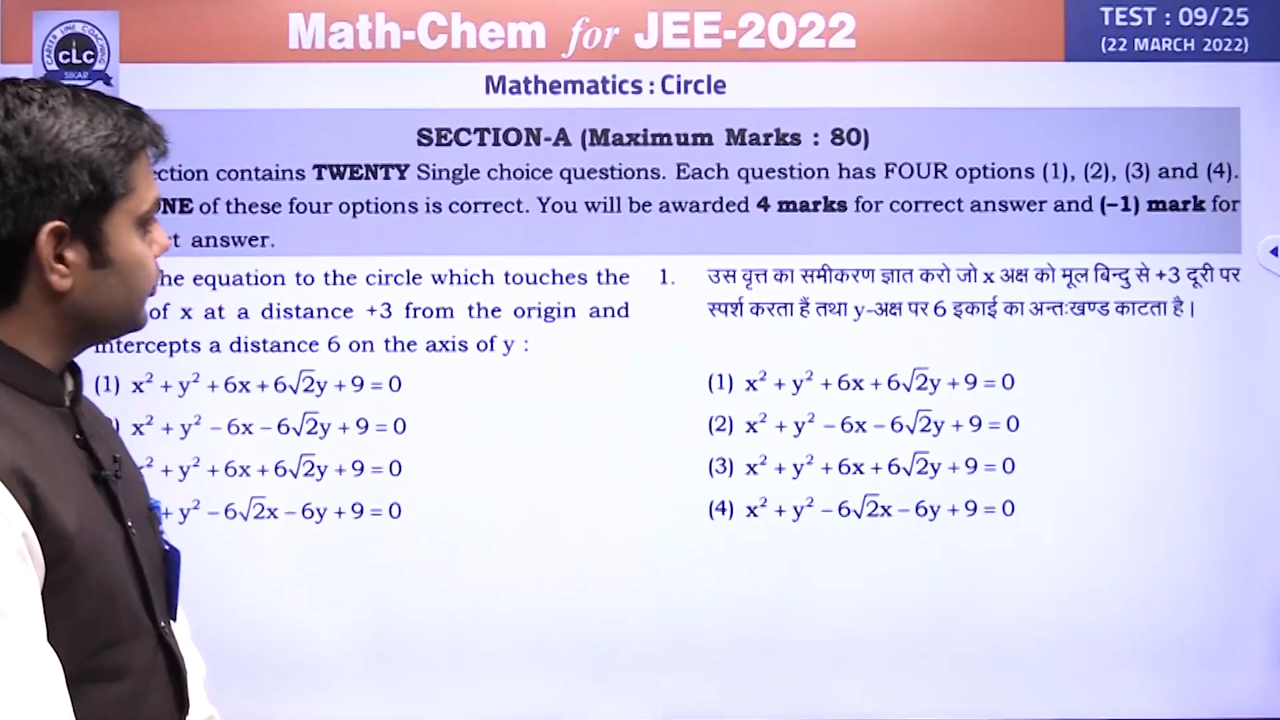 Math-Chem for JEE-2022
TEST : 09/25
(22 MARCH 2022)
CAREER LINE COACHING
CLC
SIKAR
Mathematics : Circle
SECTION-A (Maximum Marks : 80)
ction contains TWENTY Single choice questions. Each question has FOUR options (1), (2), (3) and (4).
NE of these four options is correct. You will be awarded 4 marks for correct answer and (−1) mark for
t answer.
he equation to the circle which touches the
of x at a distance +3 from the origin and
intercepts a distance 6 on the axis of y :
(1) x² + y² + 6x + 6√2y + 9 = 0
) x² + y² − 6x − 6√2y + 9 = 0
² + y² + 6x + 6√2y + 9 = 0
+ y² − 6√2x − 6y + 9 = 0
1. उस वृत्त का समीकरण ज्ञात करो जो x अक्ष को मूल बिन्दु से +3 दूरी पर
स्पर्श करता हैं तथा y-अक्ष पर 6 इकाई का अन्तःखण्ड काटता है।
(1) x² + y² + 6x + 6√2y + 9 = 0
(2) x² + y² − 6x − 6√2y + 9 = 0
(3) x² + y² + 6x + 6√2y + 9 = 0
(4) x² + y² − 6√2x − 6y + 9 = 0